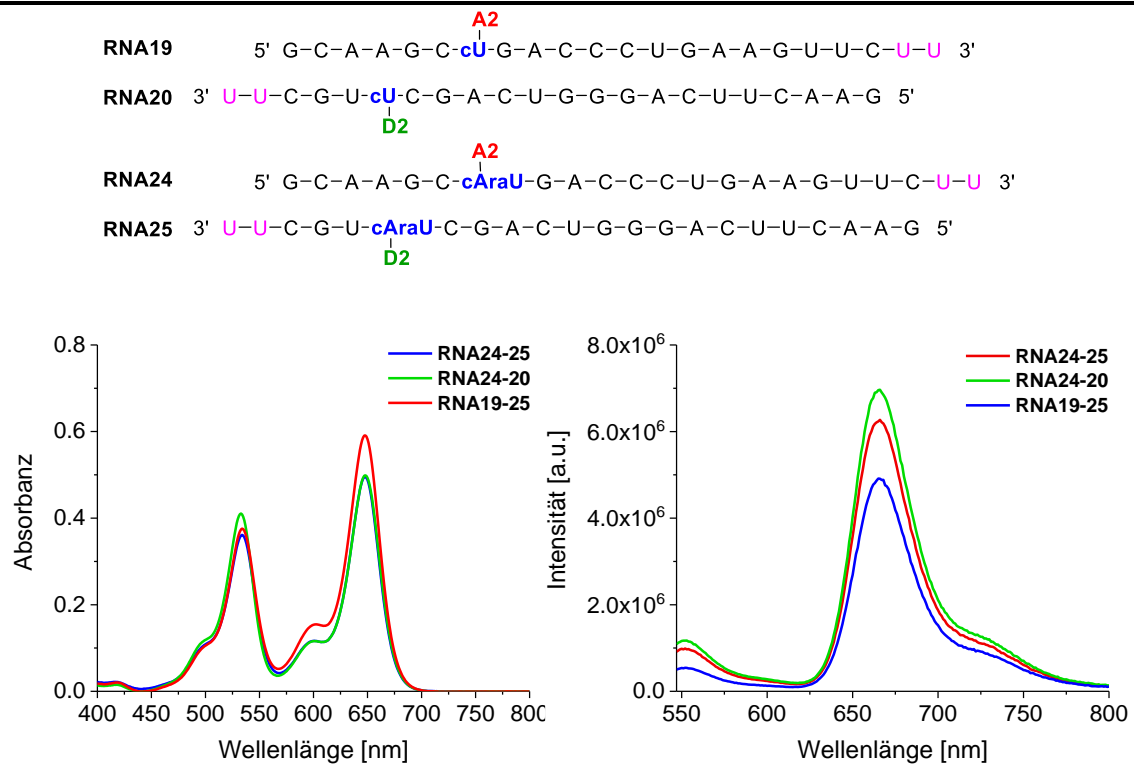 A2
RNA19 5' G-C-A-A-G-C-cU-G-A-C-C-C-U-G-A-A-G-U-U-C-U-U 3'
RNA20 3' U-U-C-G-U-cU-C-G-A-C-U-G-G-G-A-C-U-U-C-A-A-G 5'
D2
A2
RNA24 5' G-C-A-A-G-C-cAraU-G-A-C-C-C-U-G-A-A-G-U-U-C-U-U 3'
RNA25 3' U-U-C-G-U-cAraU-C-G-A-C-U-G-G-G-A-C-U-U-C-A-A-G 5'
D2
0.8
0.6
0.4
0.2
0.0
Absorbanz
RNA24-25
RNA24-20
RNA19-25
400 450 500 550 600 650 700 750 800
Wellenlänge [nm]
8.0x10⁶
6.0x10⁶
4.0x10⁶
2.0x10⁶
0.0
Intensität [a.u.]
RNA24-25
RNA24-20
RNA19-25
550 600 650 700 750 800
Wellenlänge [nm]